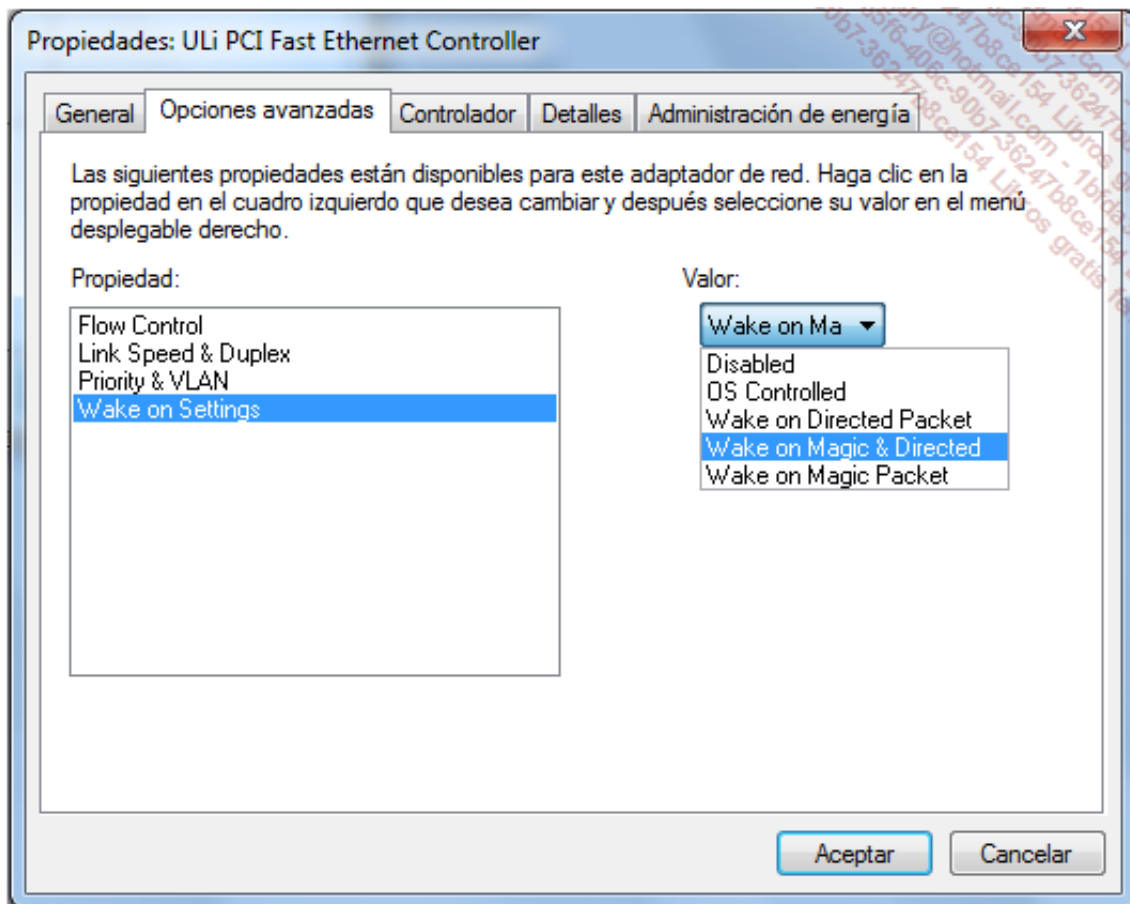 Propiedades: ULi PCI Fast Ethernet Controller
General
Opciones avanzadas
Controlador
Detalles
Administración de energía
Las siguientes propiedades están disponibles para este adaptador de red. Haga clic en la
propiedad en el cuadro izquierdo que desea cambiar y después seleccione su valor en el menú
desplegable derecho.
Propiedad:
Flow Control
Link Speed & Duplex
Priority & VLAN
Wake on Settings
Valor:
Wake on Ma
Disabled
OS Controlled
Wake on Directed Packet
Wake on Magic & Directed
Wake on Magic Packet
Aceptar
Cancelar